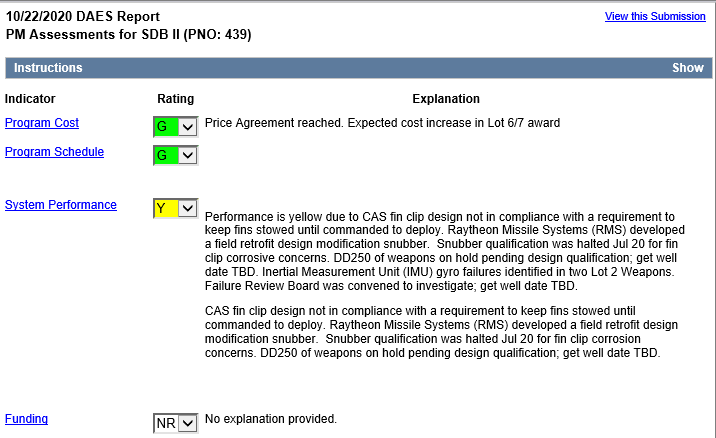 10/22/2020 DAES Report
View this Submission
PM Assessments for SDB II (PNO: 439)
Instructions
Show
Indicator Rating Explanation
Program Cost G Price Agreement reached. Expected cost increase in Lot 6/7 award
Program Schedule G
System Performance Y
Performance is yellow due to CAS fin clip design not in compliance with a requirement to
keep fins stowed until commanded to deploy. Raytheon Missile Systems (RMS) developed
a field retrofit design modification snubber. Snubber qualification was halted Jul 20 for fin
clip corrosive concerns. DD250 of weapons on hold pending design qualification; get well
date TBD. Inertial Measurement Unit (IMU) gyro failures identified in two Lot 2 Weapons.
Failure Review Board was convened to investigate; get well date TBD.
CAS fin clip design not in compliance with a requirement to keep fins stowed until
commanded to deploy. Raytheon Missile Systems (RMS) developed a field retrofit design
modification snubber. Snubber qualification was halted Jul 20 for fin clip corrosion
concerns. DD250 of weapons on hold pending design qualification; get well date TBD.
Funding NR No explanation provided.